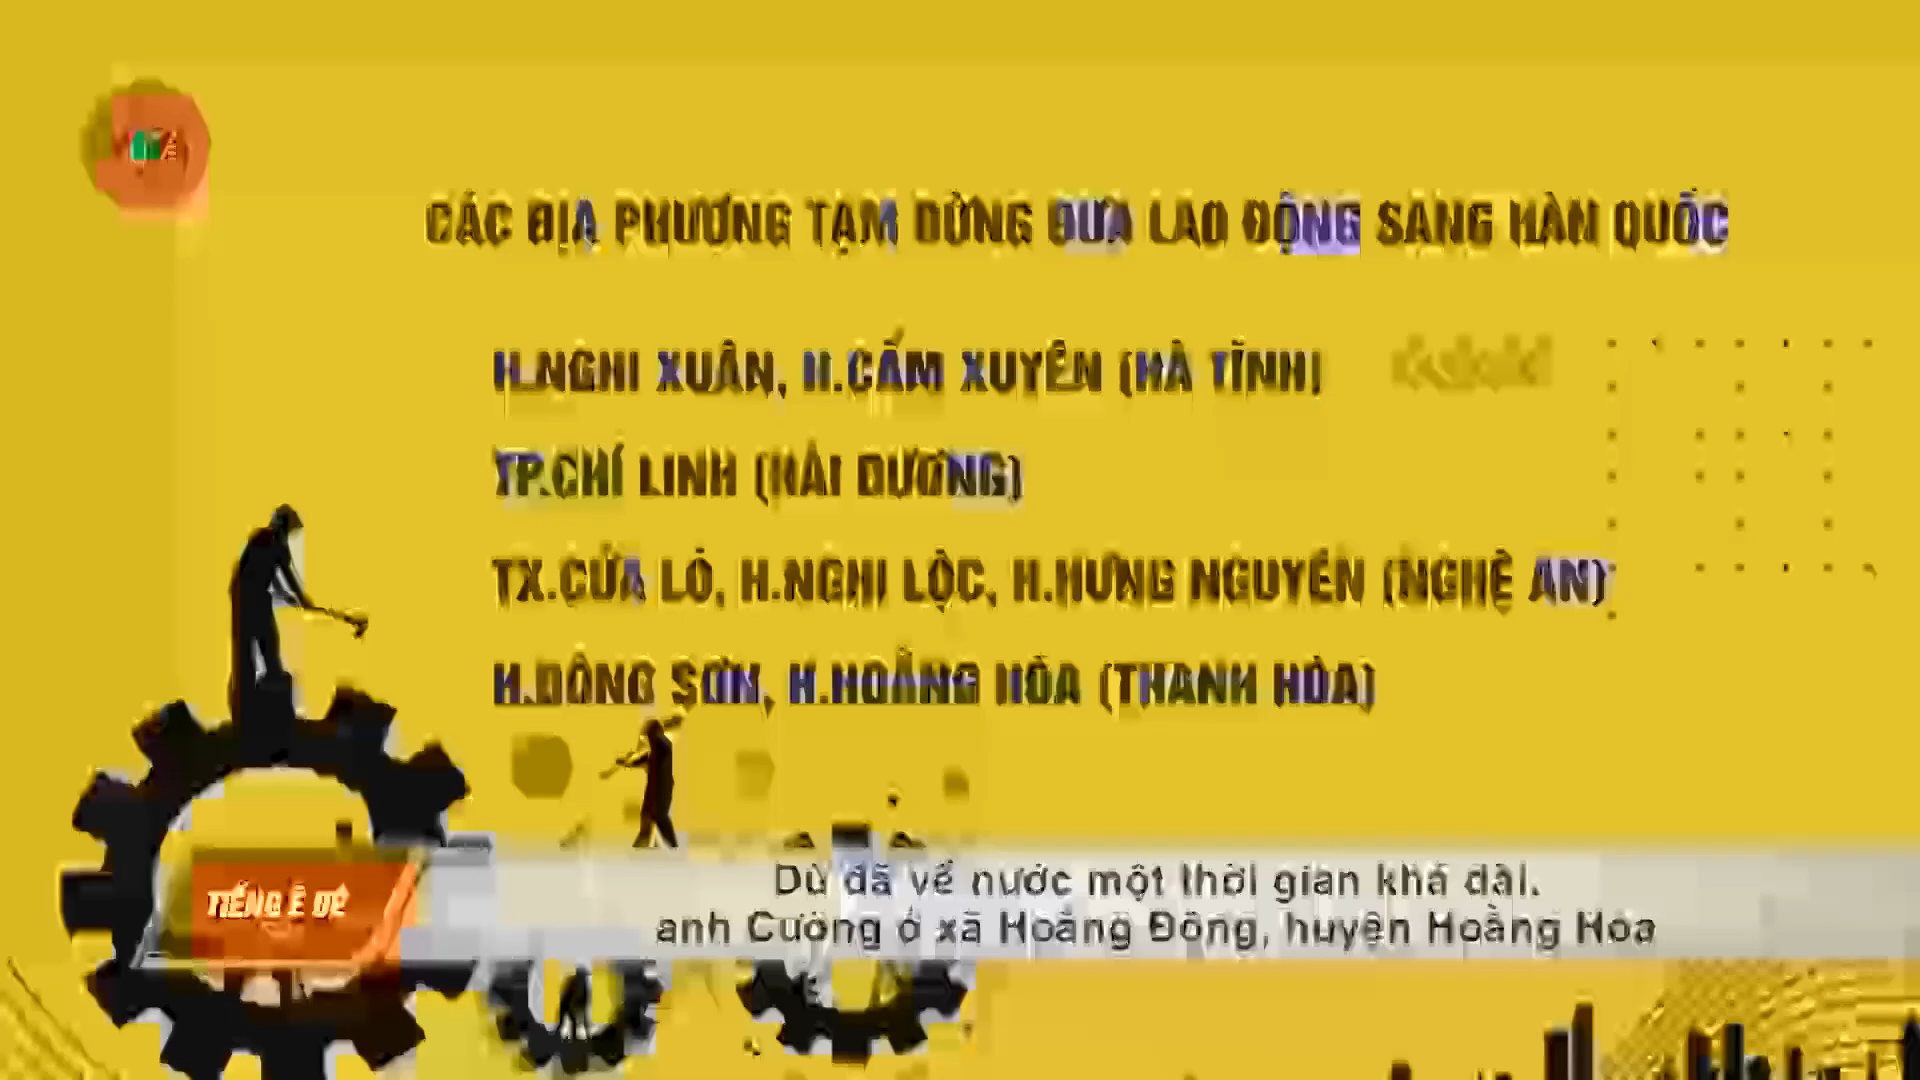 CÁC ĐỊA PHƯƠNG TẠM DỪNG ĐƯA LAO ĐỘNG SANG HÀN QUỐC
H.NGHI XUÂN, H.CẨM XUYÊN (HÀ TĨNH)
TP.CHÍ LINH (HẢI DƯƠNG)
TX.CỬA LÒ, H.NGHI LỘC, H.HƯNG NGUYÊN (NGHỆ AN)
H.ĐÔNG SƠN, H.HOẰNG HÓA (THANH HÓA)
Dù đã về nước một thời gian khá dài,
anh Cường ở xã Hoằng Đông, huyện Hoằng Hóa
TIẾNG Ê ĐÊ